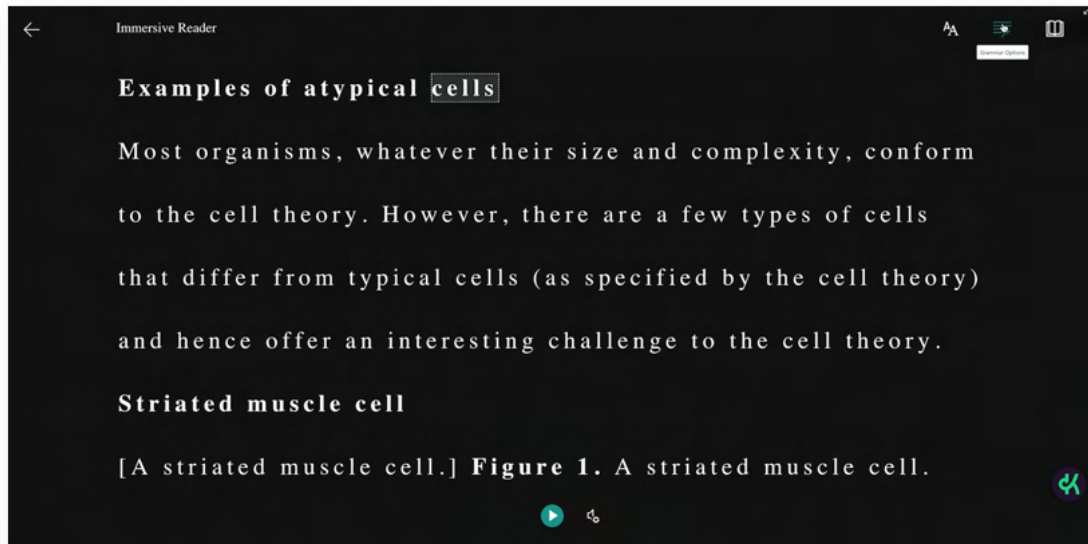 Immersive Reader
AA
Grammar Options
Examples of atypical cells
Most organisms, whatever their size and complexity, conform
to the cell theory. However, there are a few types of cells
that differ from typical cells (as specified by the cell theory)
and hence offer an interesting challenge to the cell theory.
Striated muscle cell
[A striated muscle cell.] Figure 1. A striated muscle cell.